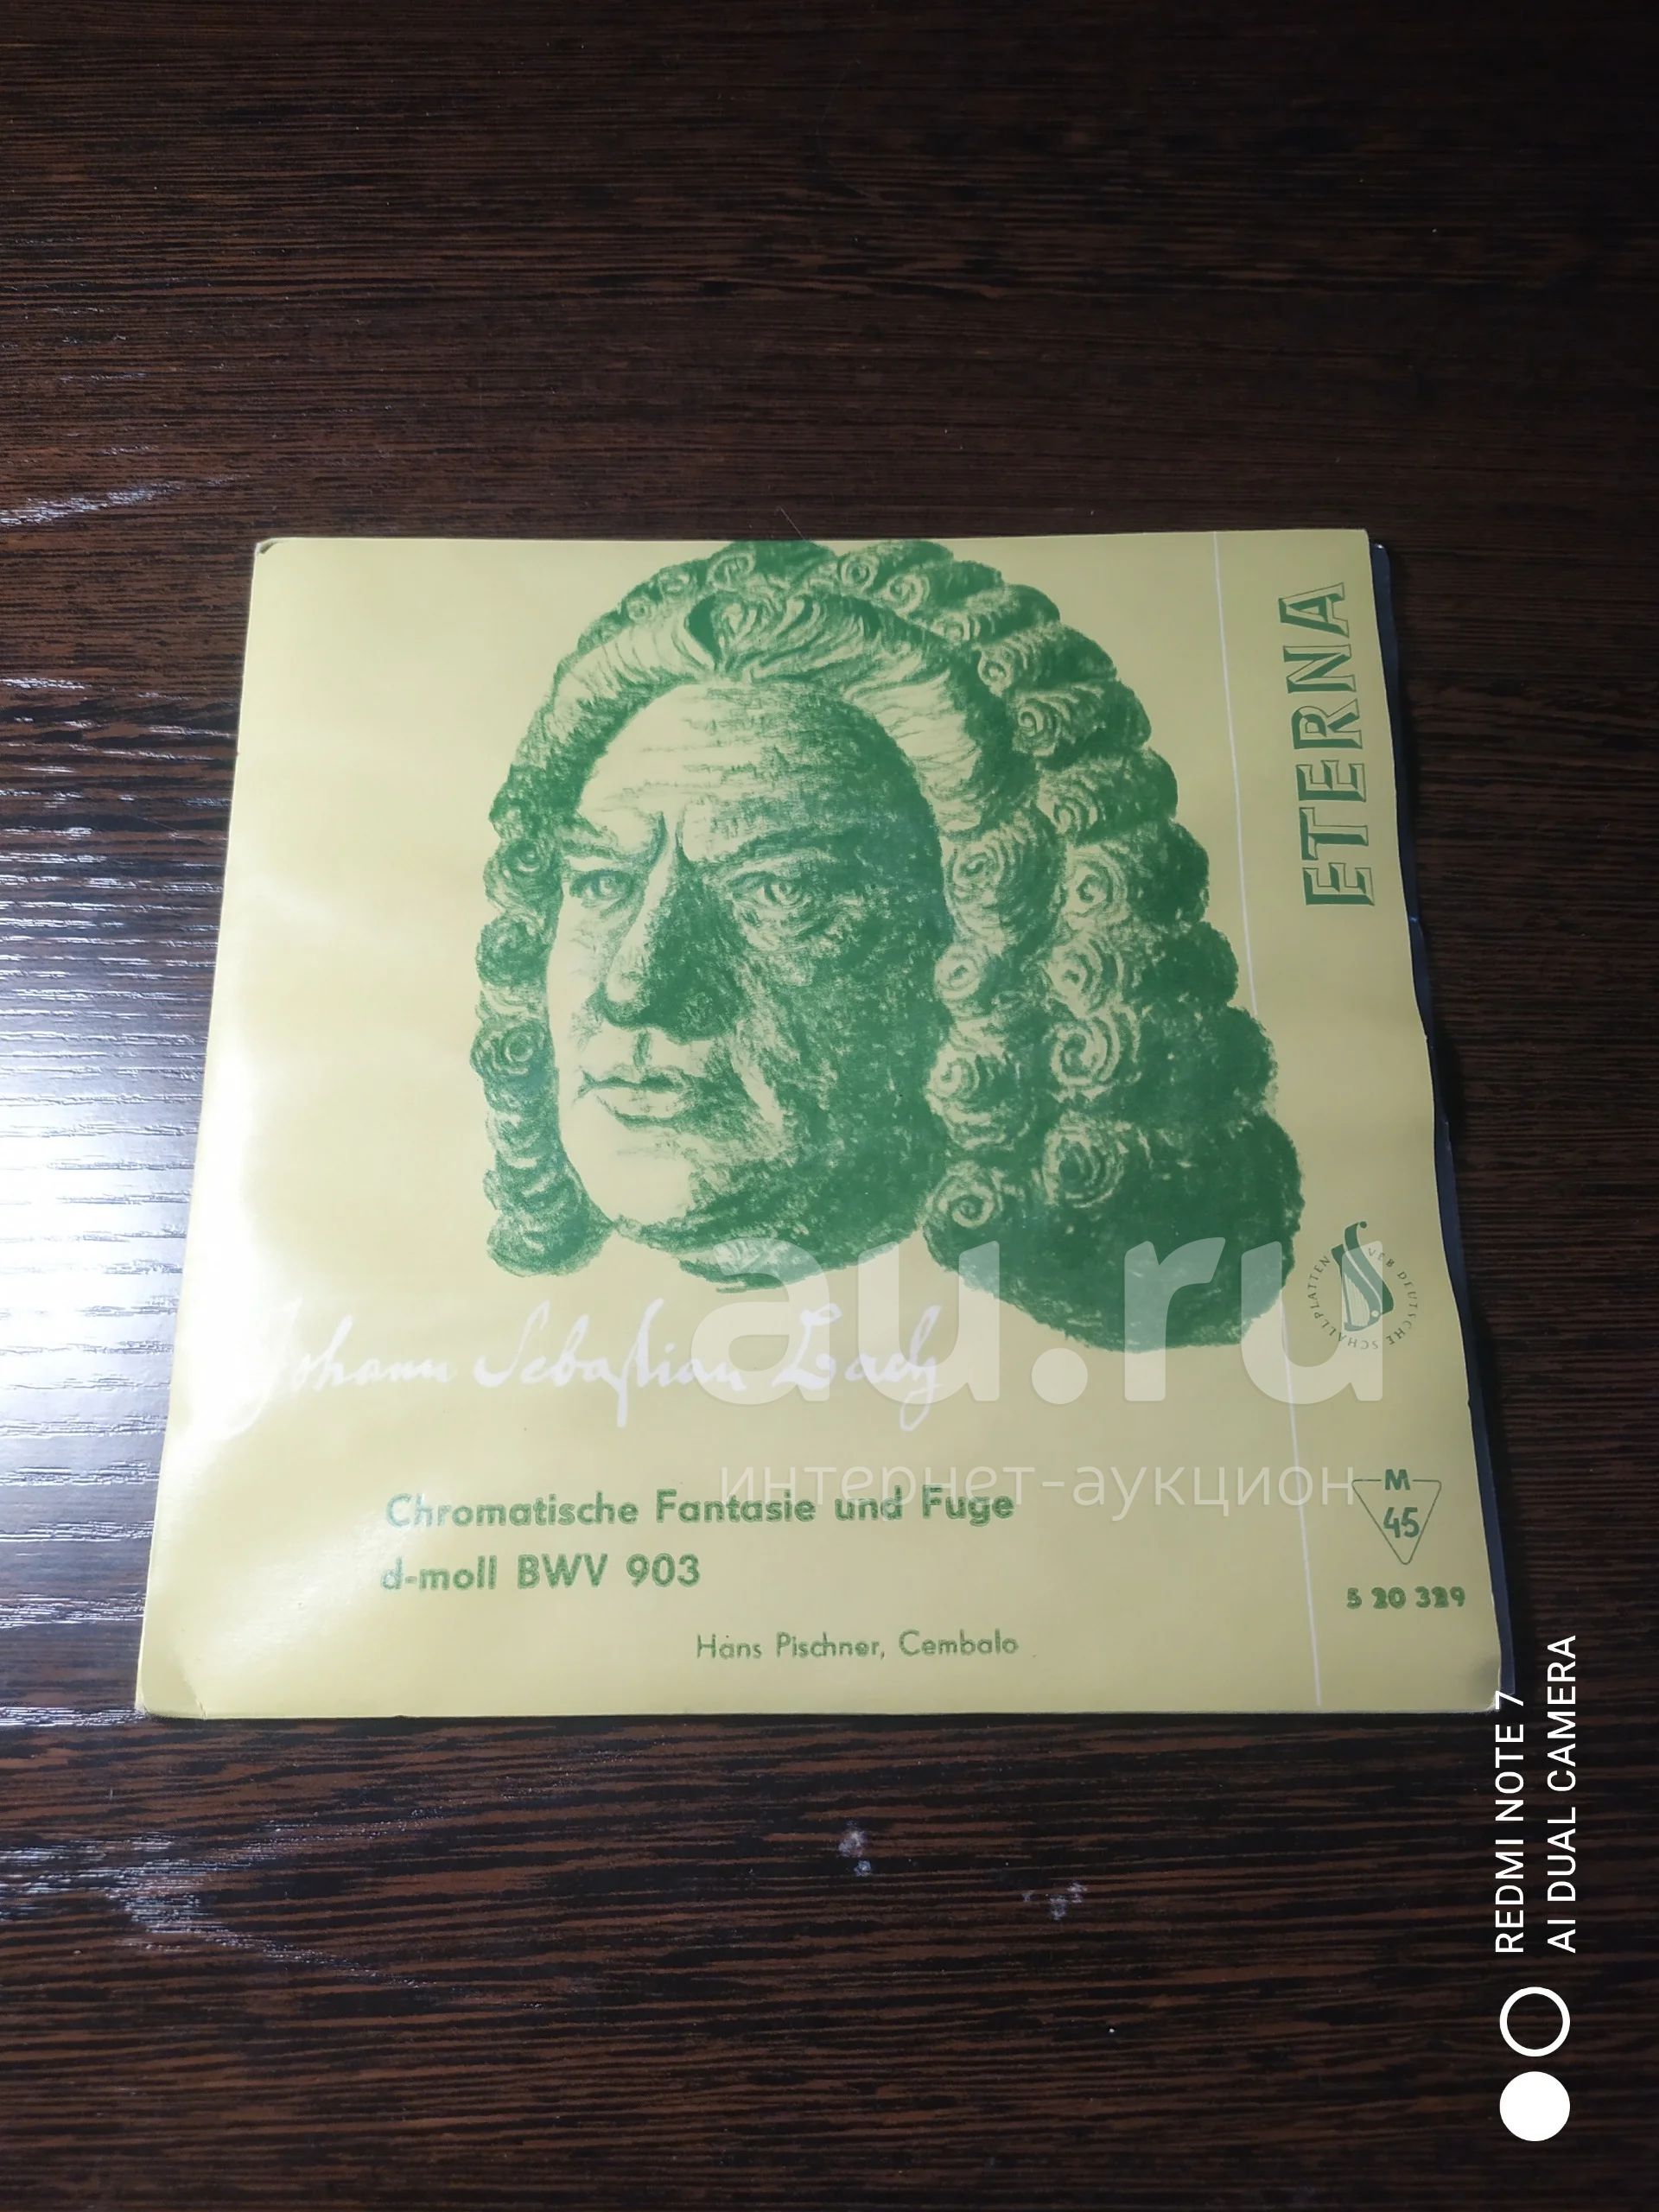 ETERNA
VEB DEUTSCHE SCHALLPLATTEN
Johann Sebastian Bach
au.ru
интернет-аукцион
Chromatische Fantasie und Fuge
d-moll BWV 903
Hans Pischner, Cembalo
M
45
5 20 329
REDMI NOTE 7
AI DUAL CAMERA